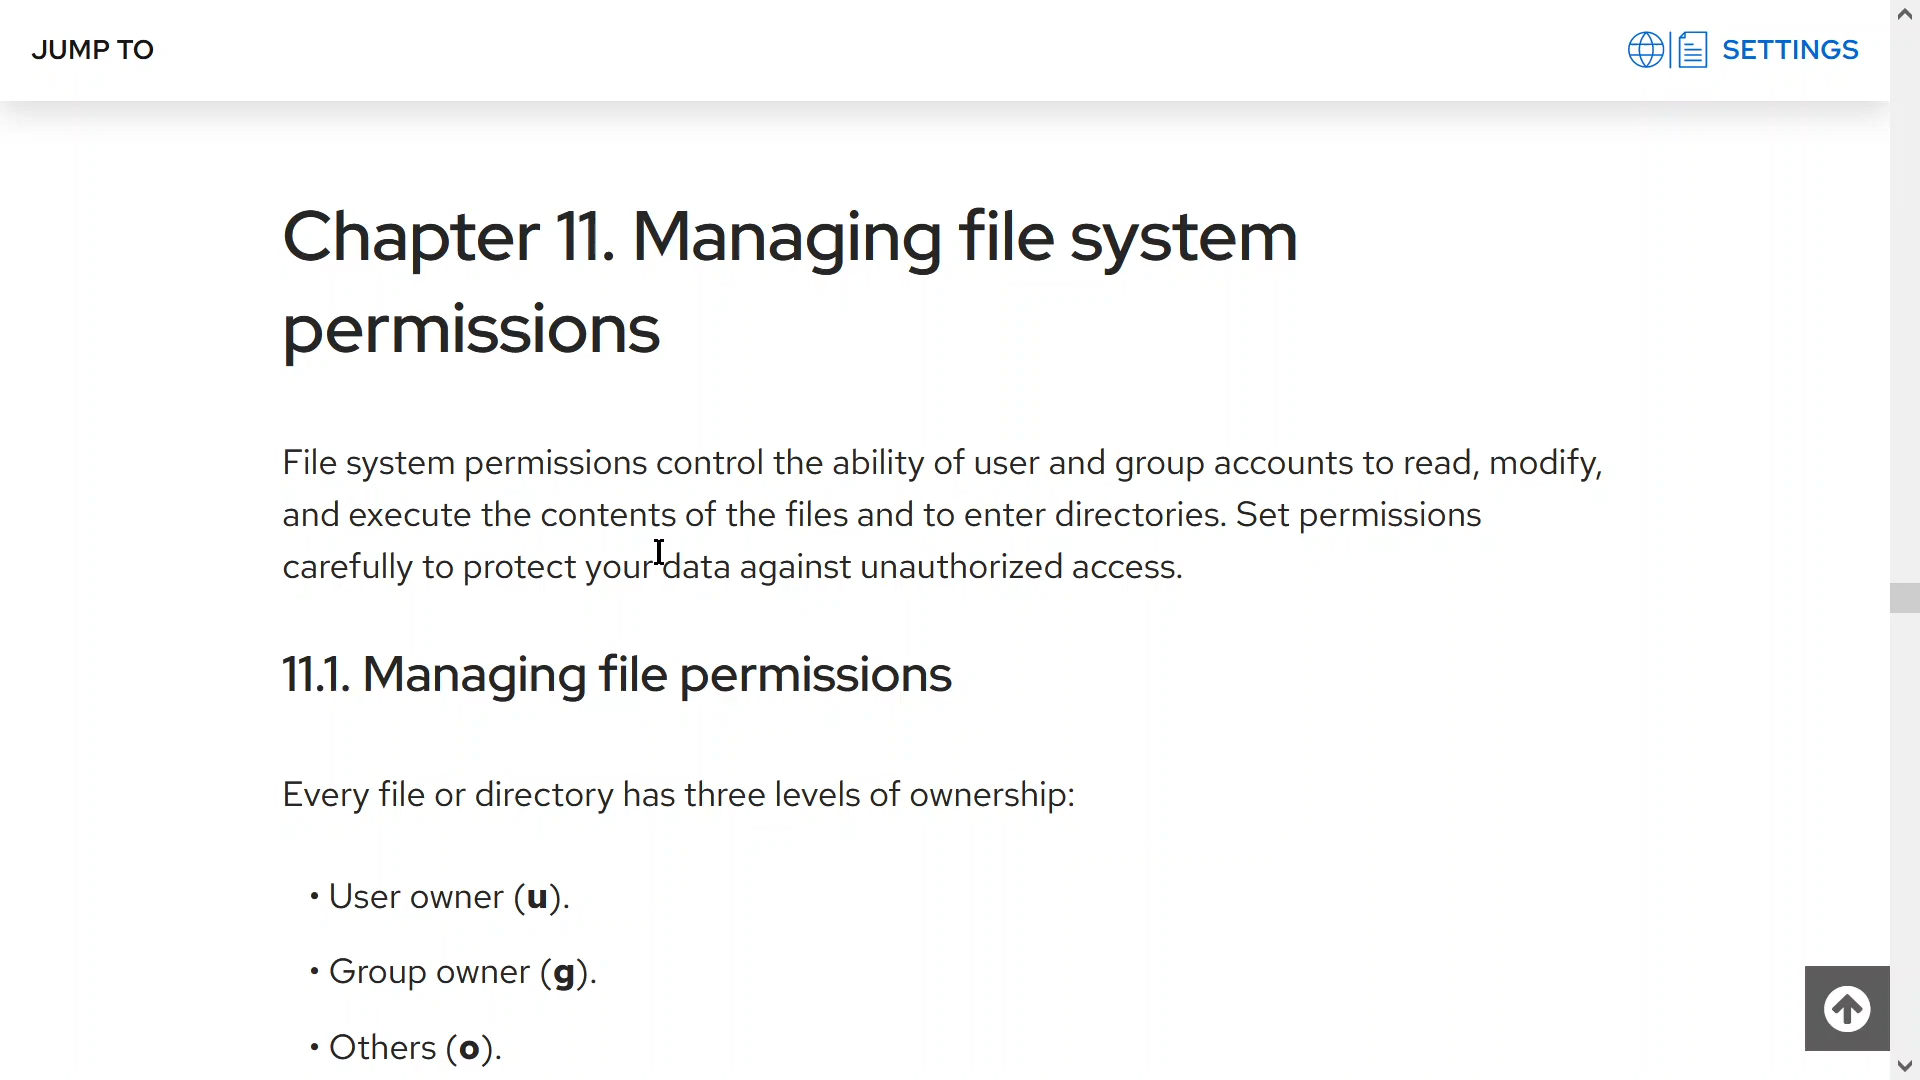 JUMP TO
SETTINGS
Chapter 11. Managing file system
permissions
File system permissions control the ability of user and group accounts to read, modify,
and execute the contents of the files and to enter directories. Set permissions
carefully to protect your data against unauthorized access.
11.1. Managing file permissions
Every file or directory has three levels of ownership:
• User owner (u).
• Group owner (g).
• Others (o).